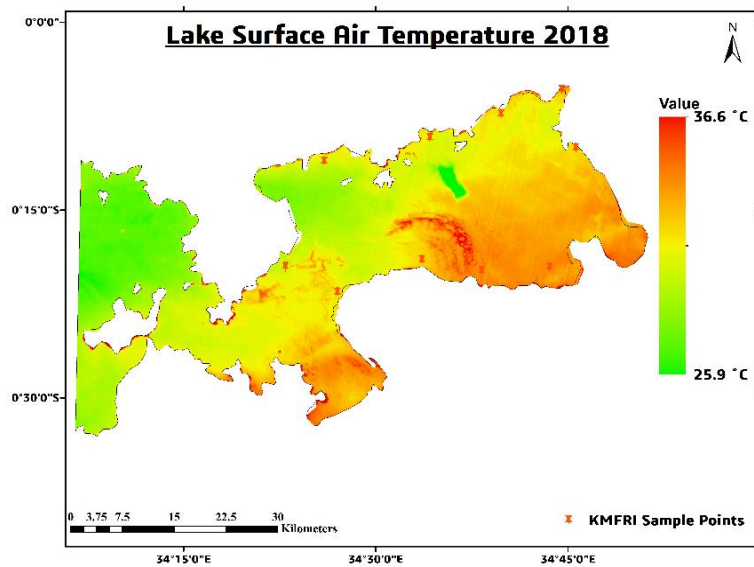 Lake Surface Air Temperature 2018
N
0°0'0"
0°15'0"S
0°30'0"S
Value
36.6 ˚C
25.9 ˚C
0 3.75 7.5 15 22.5 30
Kilometers
KMFRI Sample Points
34°15'0"E 34°30'0"E 34°45'0"E